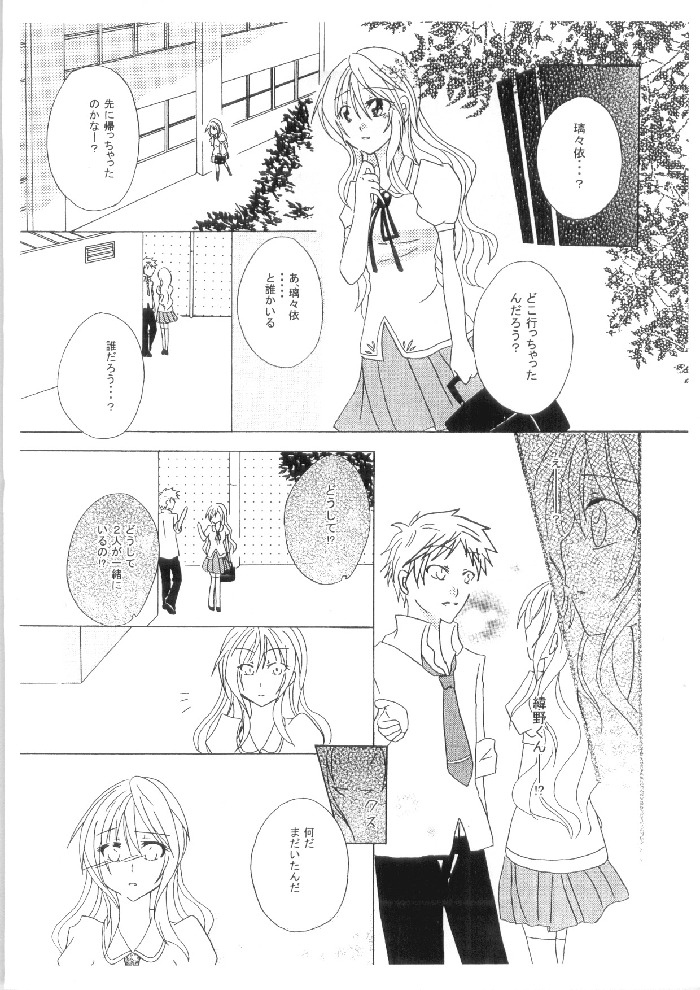 璃々依・・・？
どこ行っちゃった
んだろう？
先に帰っちゃった
のかなー？
あ、璃々依
・・・・・
と誰かいる
誰だろう・・・？
え――？
緯野くん――!?
どうして!?
どうして
２人が一緒に
いるの!?
クス
何だ
まだいたんだ